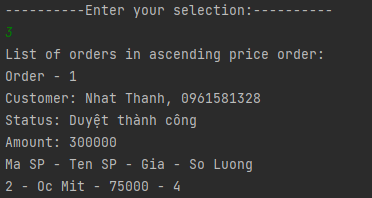 ----------Enter your selection:----------
3
List of orders in ascending price order:
Order - 1
Customer: Nhat Thanh, 0961581328
Status: Duyệt thành công
Amount: 300000
Ma SP - Ten SP - Gia - So Luong
2 - Oc Mit - 75000 - 4